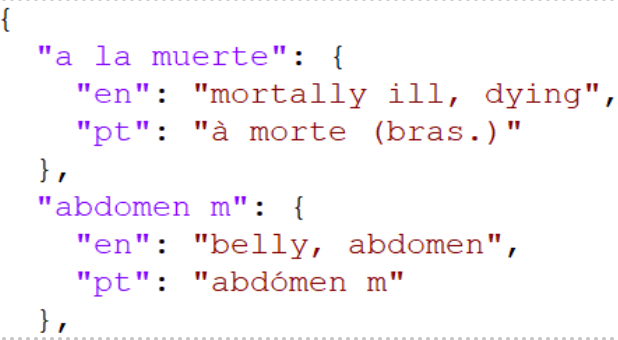 {
"a la muerte": {
"en": "mortally ill, dying",
"pt": "à morte (bras.)"
},
"abdomen m": {
"en": "belly, abdomen",
"pt": "abdómen m"
},